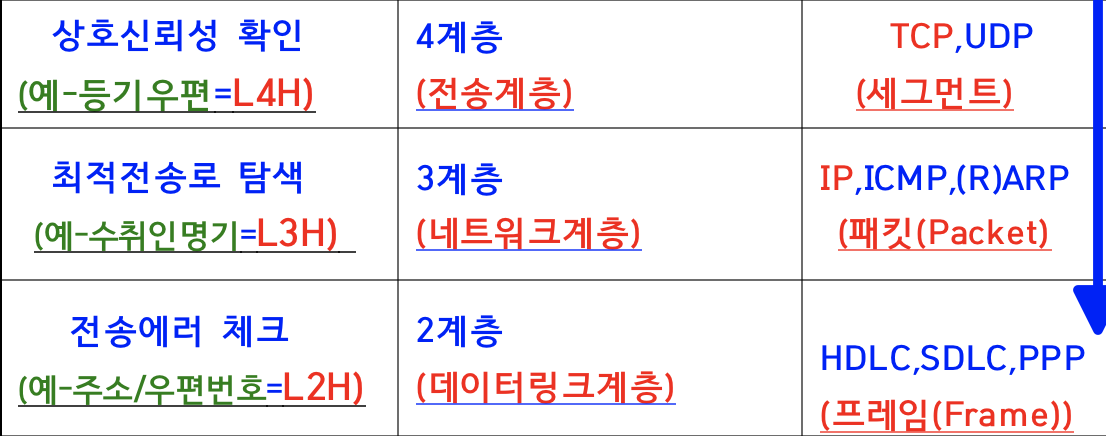 상호신뢰성 확인
(예-등기우편=L4H)
4계층
(전송계층)
TCP,UDP
(세그먼트)
최적전송로 탐색
(예-수취인명기=L3H)
3계층
(네트워크계층)
IP,ICMP,(R)ARP
(패킷(Packet)
전송에러 체크
(예-주소/우편번호=L2H)
2계층
(데이터링크계층)
HDLC,SDLC,PPP
(프레임(Frame))